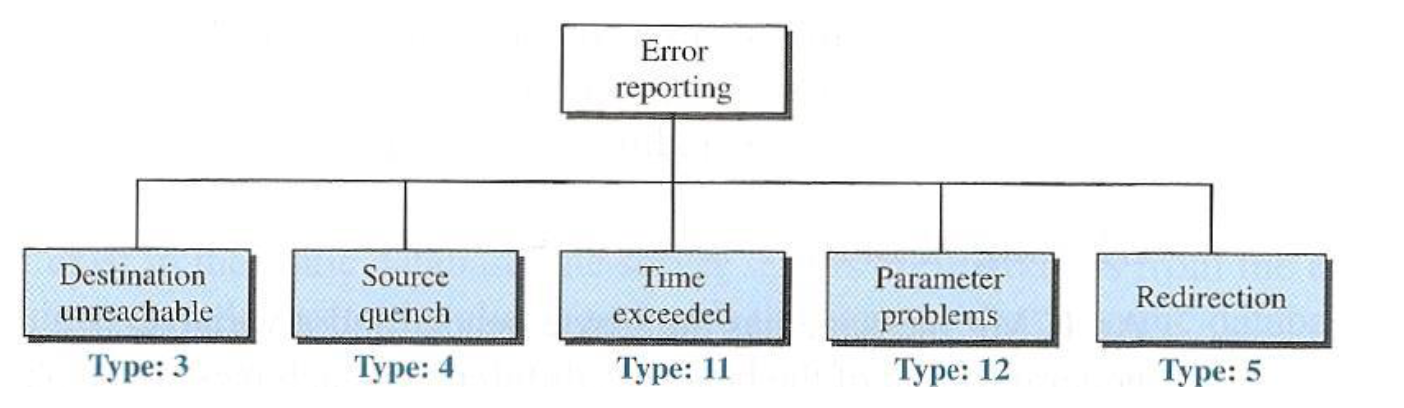 Error
reporting
Destination
unreachable
Source
quench
Time
exceeded
Parameter
problems
Redirection
Type: 3
Type: 4
Type: 11
Type: 12
Type: 5